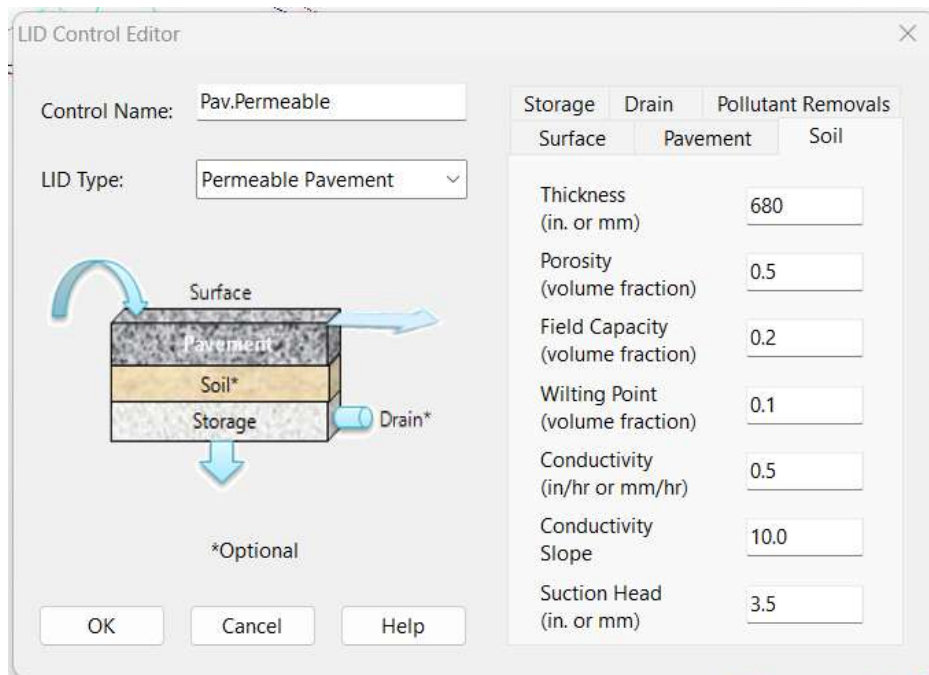 LID Control Editor
Control Name:
Pav.Permeable
LID Type:
Permeable Pavement
Surface
Pavement
Soil*
Storage
Drain*
*Optional
OK
Cancel
Help
Storage
Drain
Pollutant Removals
Surface
Pavement
Soil
Thickness
(in. or mm)
680
Porosity
(volume fraction)
0.5
Field Capacity
(volume fraction)
0.2
Wilting Point
(volume fraction)
0.1
Conductivity
(in/hr or mm/hr)
0.5
Conductivity
Slope
10.0
Suction Head
(in. or mm)
3.5